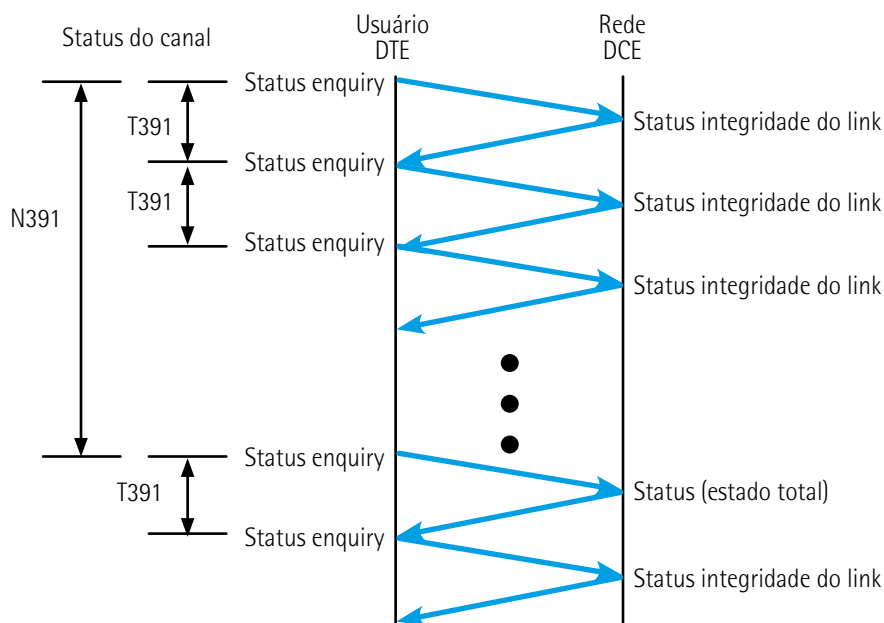 Status do canal
Usuário
DTE
Rede
DCE
Status enquiry
T391
Status integridade do link
Status enquiry
T391
Status integridade do link
N391
Status enquiry
Status integridade do link
Status enquiry
T391
Status (estado total)
Status enquiry
Status integridade do link